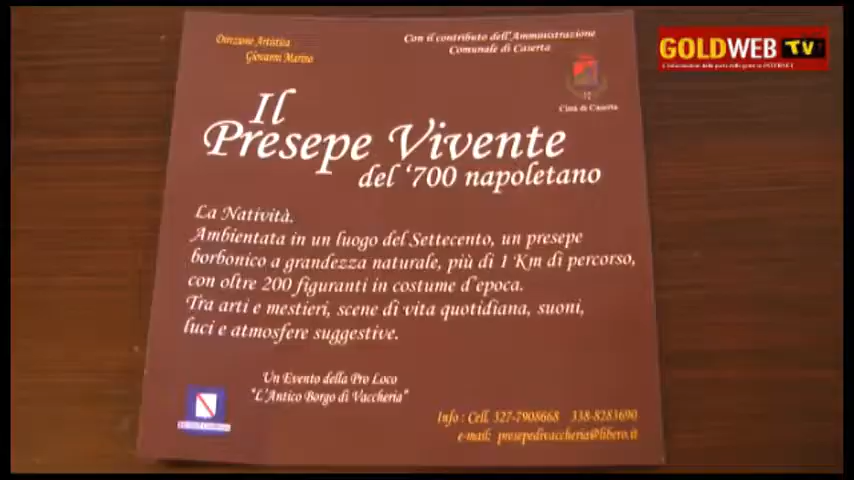 Direzione Artistica
Giovanni Marino
Con il contributo dell'Amministrazione
Comunale di Caserta
Città di Caserta
GOLDWEB TV
Il
Presepe Vivente
del '700 napoletano
La Natività.
Ambientata in un luogo del Settecento, un presepe
borbonico a grandezza naturale, più di 1 Km di percorso,
con oltre 200 figuranti in costume d'epoca.
Tra arti e mestieri, scene di vita quotidiana, suoni,
luci e atmosfere suggestive.
Un Evento della Pro Loco
"L'Antico Borgo di Vaccheria"
Info : Cell. 327-7908668 338-8283690
e-mail: presepedivaccheria@libero.it